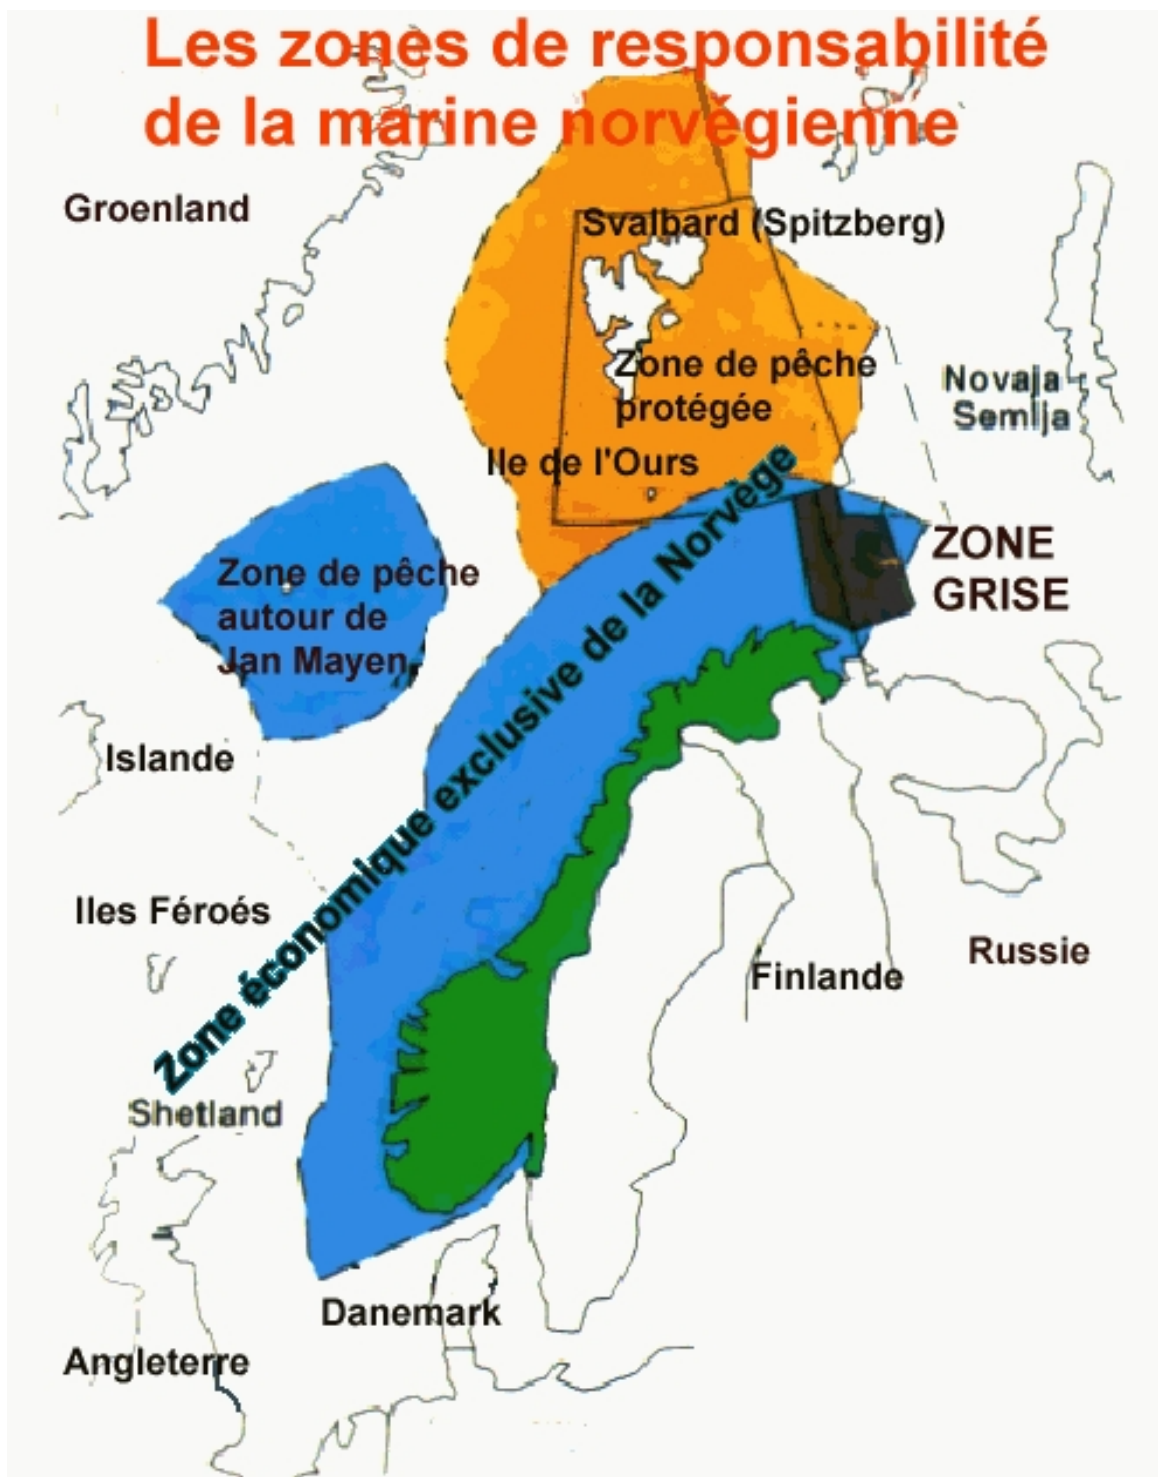 Les zones de responsabilité
de la marine norvégienne
Groenland
Svalbard (Spitzberg)
Zone de pêche
protégée
Novaja
Semlja
Ile de l'Ours
ZONE
GRISE
Zone de pêche
autour de
Jan Mayen
Zone économique exclusive de la Norvège
Islande
Iles Féroés
Russie
Finlande
Shetland
Danemark
Angleterre